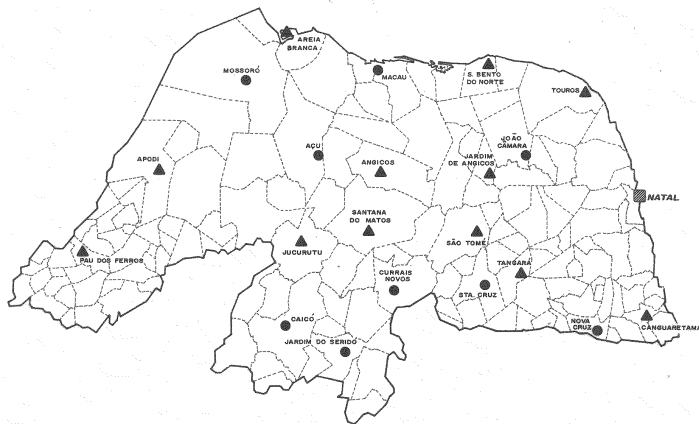 AREIA
BRANCA
MOSSORÓ
MACAU
S. BENTO
DO NORTE
TOUROS
AÇU
JOÃO
CÂMARA
APODI
ANGICOS
JARDIM
DE ANGICOS
NATAL
SANTANA
DO MATOS
JUCURUTU
SÃO TOMÉ
PAU DOS FERROS
TANGARÁ
CURRAIS
NOVOS
STA. CRUZ
CAICÓ
JARDIM DO SERIDÓ
NOVA
CRUZ
CANGUARETAMA